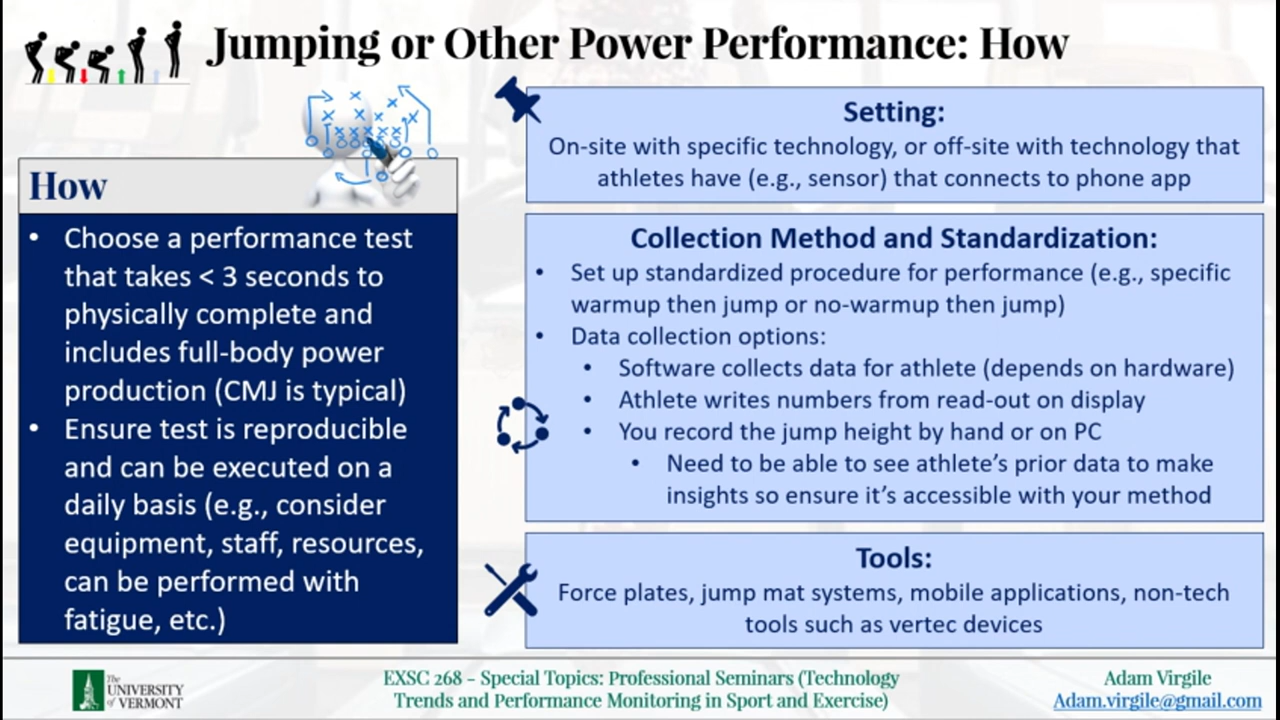 Jumping or Other Power Performance: How
How
• Choose a performance test
that takes < 3 seconds to
physically complete and
includes full-body power
production (CMJ is typical)
• Ensure test is reproducible
and can be executed on a
daily basis (e.g., consider
equipment, staff, resources,
can be performed with
fatigue, etc.)
Setting:
On-site with specific technology, or off-site with technology that
athletes have (e.g., sensor) that connects to phone app
Collection Method and Standardization:
• Set up standardized procedure for performance (e.g., specific
warmup then jump or no-warmup then jump)
• Data collection options:
• Software collects data for athlete (depends on hardware)
• Athlete writes numbers from read-out on display
• You record the jump height by hand or on PC
• Need to be able to see athlete's prior data to make
insights so ensure it's accessible with your method
Tools:
Force plates, jump mat systems, mobile applications, non-tech
tools such as vertec devices
The
UNIVERSITY
of VERMONT
EXSC 268 – Special Topics: Professional Seminars (Technology
Trends and Performance Monitoring in Sport and Exercise)
Adam Virgile
Adam.virgile@gmail.com